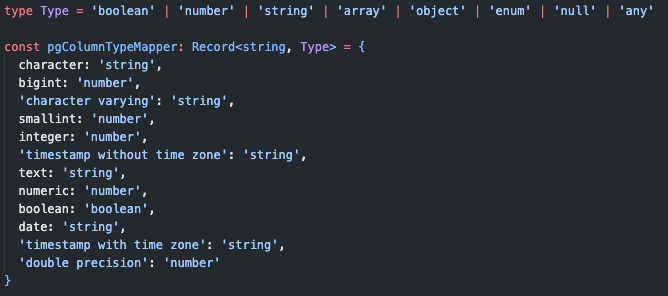 type Type = 'boolean' | 'number' | 'string' | 'array' | 'object' | 'enum' | 'null' | 'any'

const pgColumnTypeMapper: Record<string, Type> = {
  character: 'string',
  bigint: 'number',
  'character varying': 'string',
  smallint: 'number',
  integer: 'number',
  'timestamp without time zone': 'string',
  text: 'string',
  numeric: 'number',
  boolean: 'boolean',
  date: 'string',
  'timestamp with time zone': 'string',
  'double precision': 'number'
}